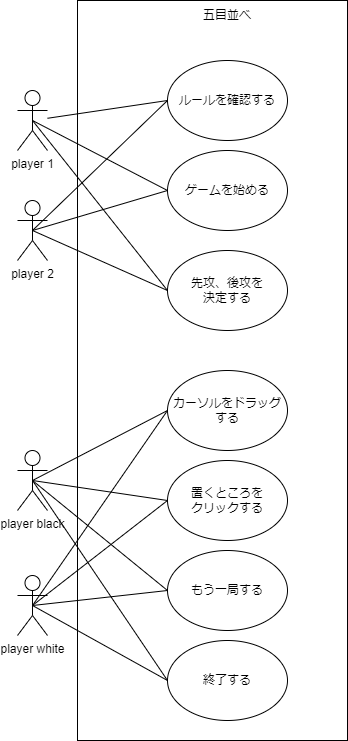 五目並べ
ルールを確認する
player 1
ゲームを始める
player 2
先攻、後攻を
決定する
カーソルをドラッグ
する
player black
置くところを
クリックする
もう一局する
player white
終了する